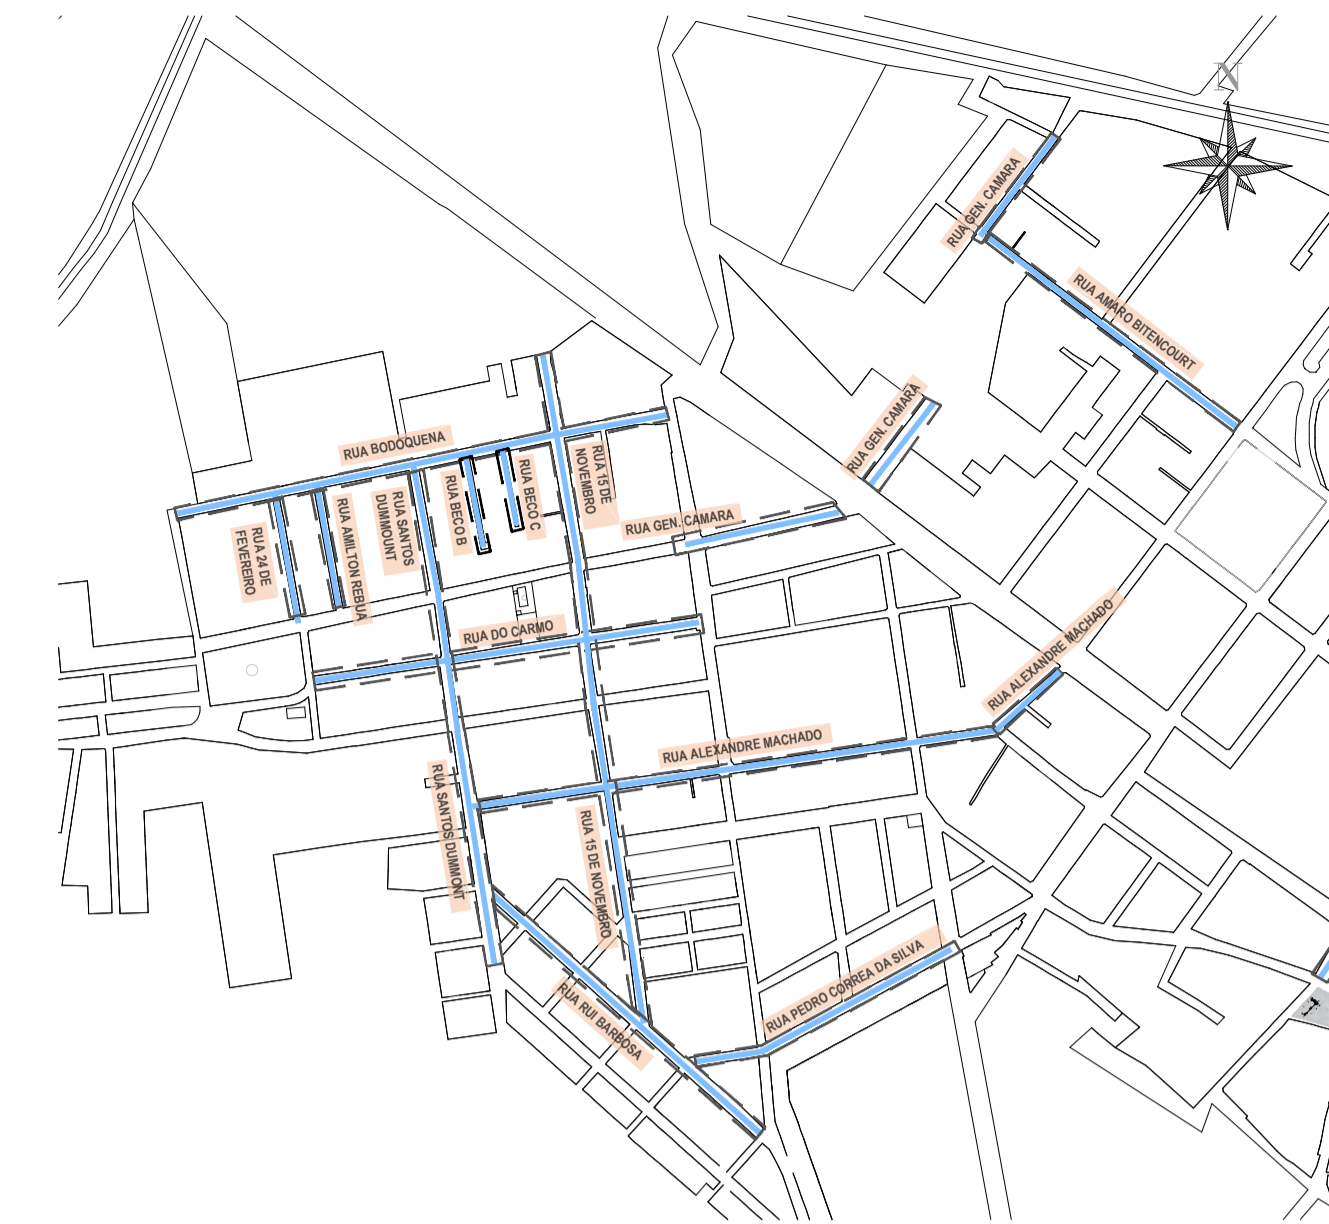 N
RUA GEN. CAMARA
RUA AMARO BITENCOURT
RUA GEN. CAMARA
RUA BODOQUENA
RUA 15 DE
NOVEMBRO
RUA BECO C
RUA BECO B
RUA SANTOS
DUMMOUNT
RUA AMILTON REBUA
RUA 24 DE
FEVEREIRO
RUA GEN. CAMARA
RUA DO CARMO
RUA ALEXANDRE MACHADO
RUA ALEXANDRE MACHADO
RUA SANTOS DUMMONT
RUA 15 DE NOVEMBRO
RUA PEDRO CORREA DA SILVA
RUA RUI BARBOSA